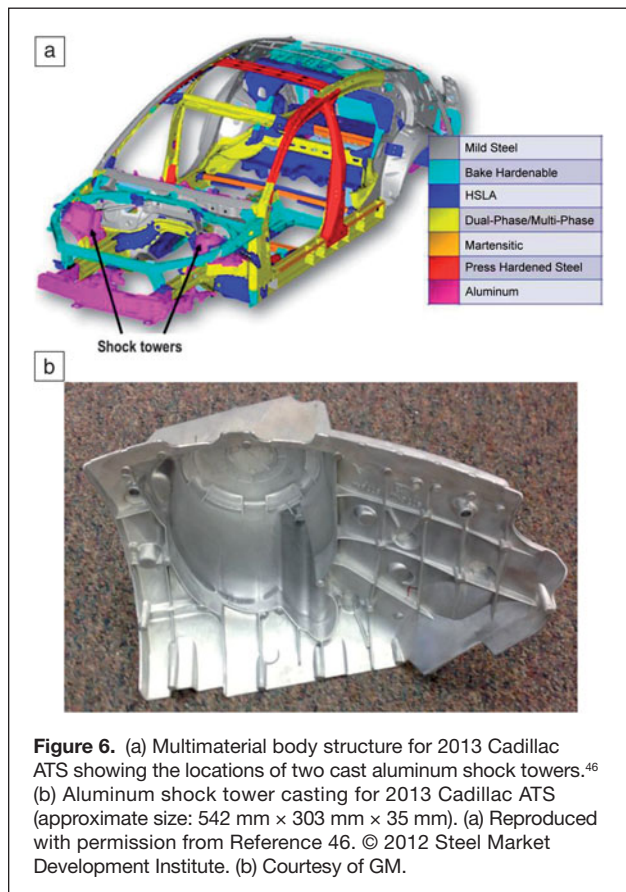 a
Mild Steel
Bake Hardenable
HSLA
Dual-Phase/Multi-Phase
Martensitic
Press Hardened Steel
Aluminum
Shock towers
b
Figure 6. (a) Multimaterial body structure for 2013 Cadillac
ATS showing the locations of two cast aluminum shock towers.⁴⁶
(b) Aluminum shock tower casting for 2013 Cadillac ATS
(approximate size: 542 mm × 303 mm × 35 mm). (a) Reproduced
with permission from Reference 46. © 2012 Steel Market
Development Institute. (b) Courtesy of GM.